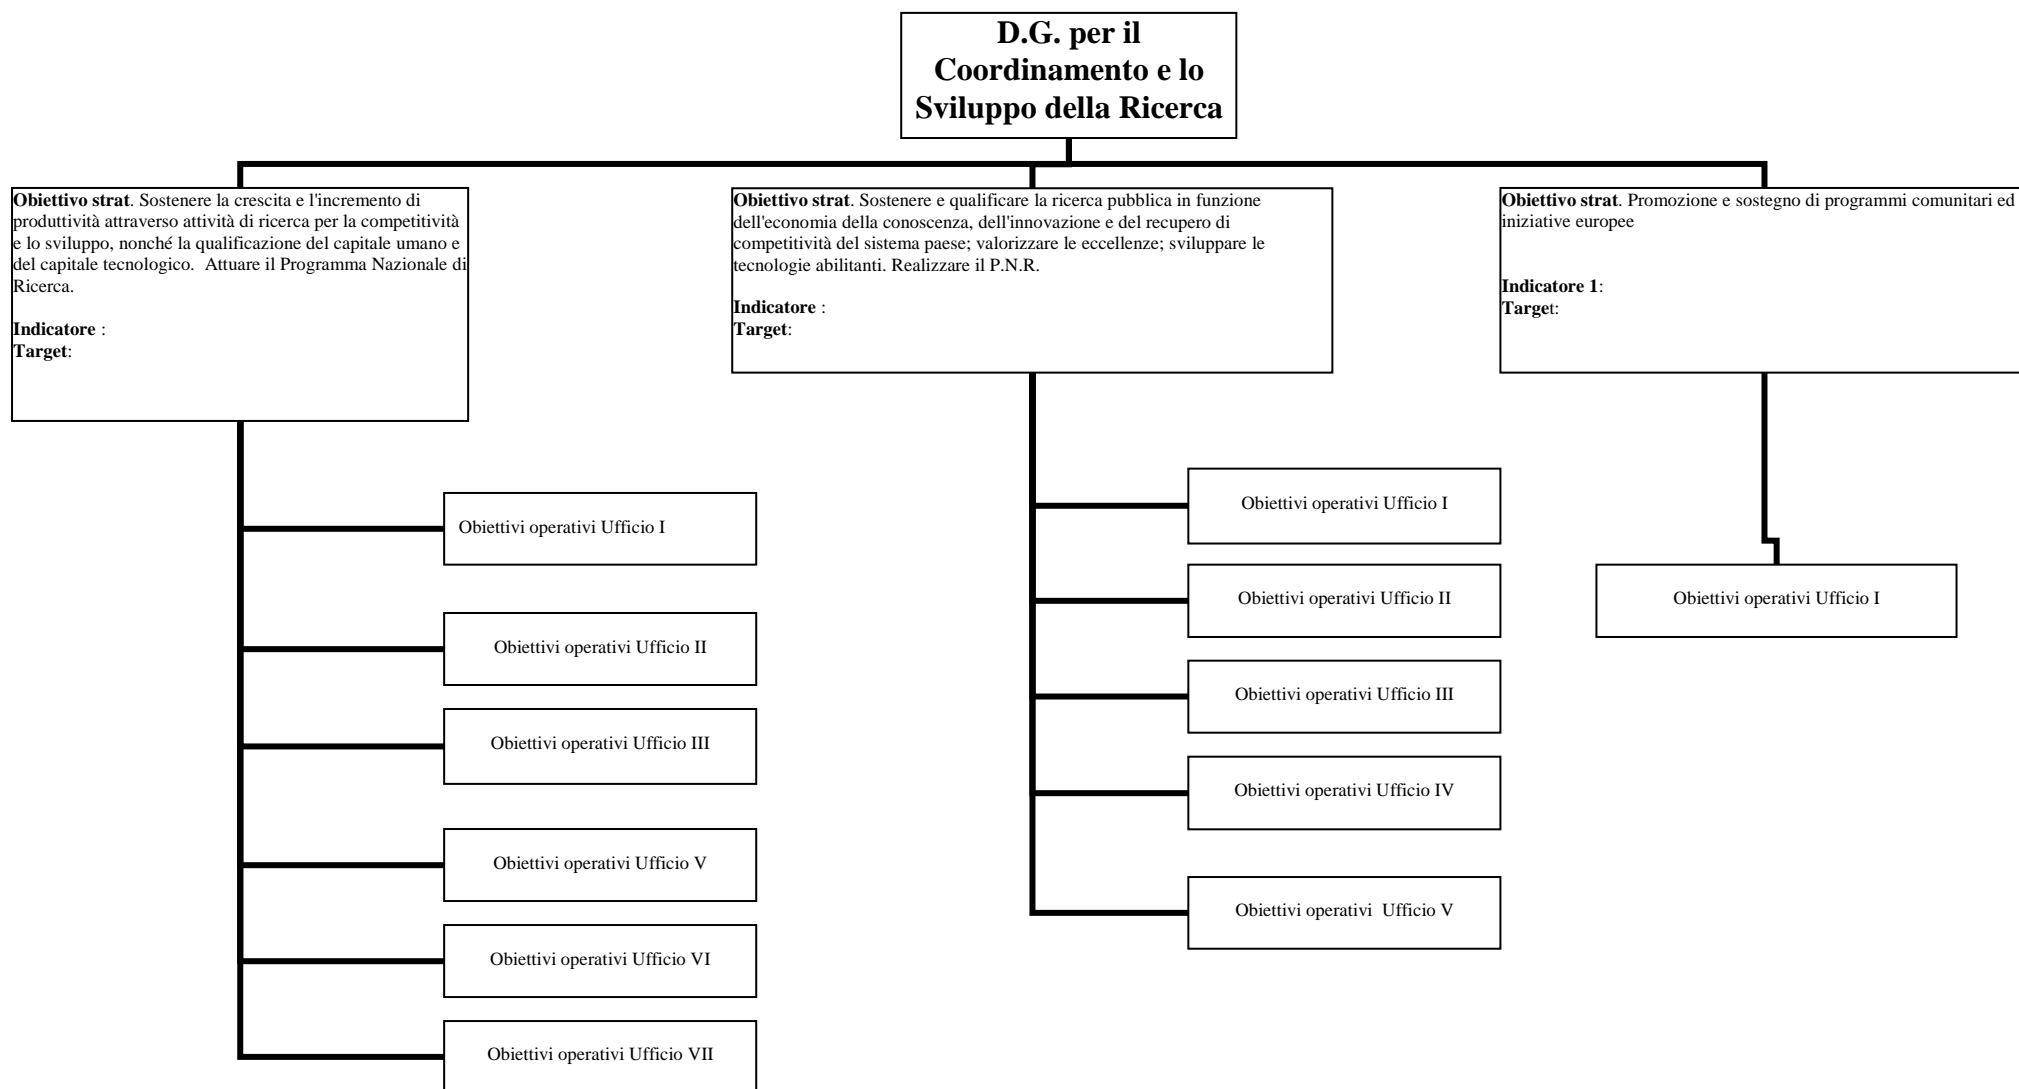 D.G. per il
Coordinamento e lo
Sviluppo della Ricerca
Obiettivo strat. Sostenere la crescita e l'incremento di
produttività attraverso attività di ricerca per la competitività
e lo sviluppo, nonché la qualificazione del capitale umano e
del capitale tecnologico.  Attuare il Programma Nazionale di
Ricerca.
Indicatore :
Target:
Obiettivi operativi Ufficio I
Obiettivi operativi Ufficio II
Obiettivi operativi Ufficio III
Obiettivi operativi Ufficio V
Obiettivi operativi Ufficio VI
Obiettivi operativi Ufficio VII
Obiettivo strat. Sostenere e qualificare la ricerca pubblica in funzione
dell'economia della conoscenza, dell'innovazione e del recupero di
competitività del sistema paese; valorizzare le eccellenze; sviluppare le
tecnologie abilitanti. Realizzare il P.N.R.
Indicatore :
Target:
Obiettivi operativi Ufficio I
Obiettivi operativi Ufficio II
Obiettivi operativi Ufficio III
Obiettivi operativi Ufficio IV
Obiettivi operativi  Ufficio V
Obiettivo strat. Promozione e sostegno di programmi comunitari ed
iniziative europee
Indicatore 1:
Target:
Obiettivi operativi Ufficio I